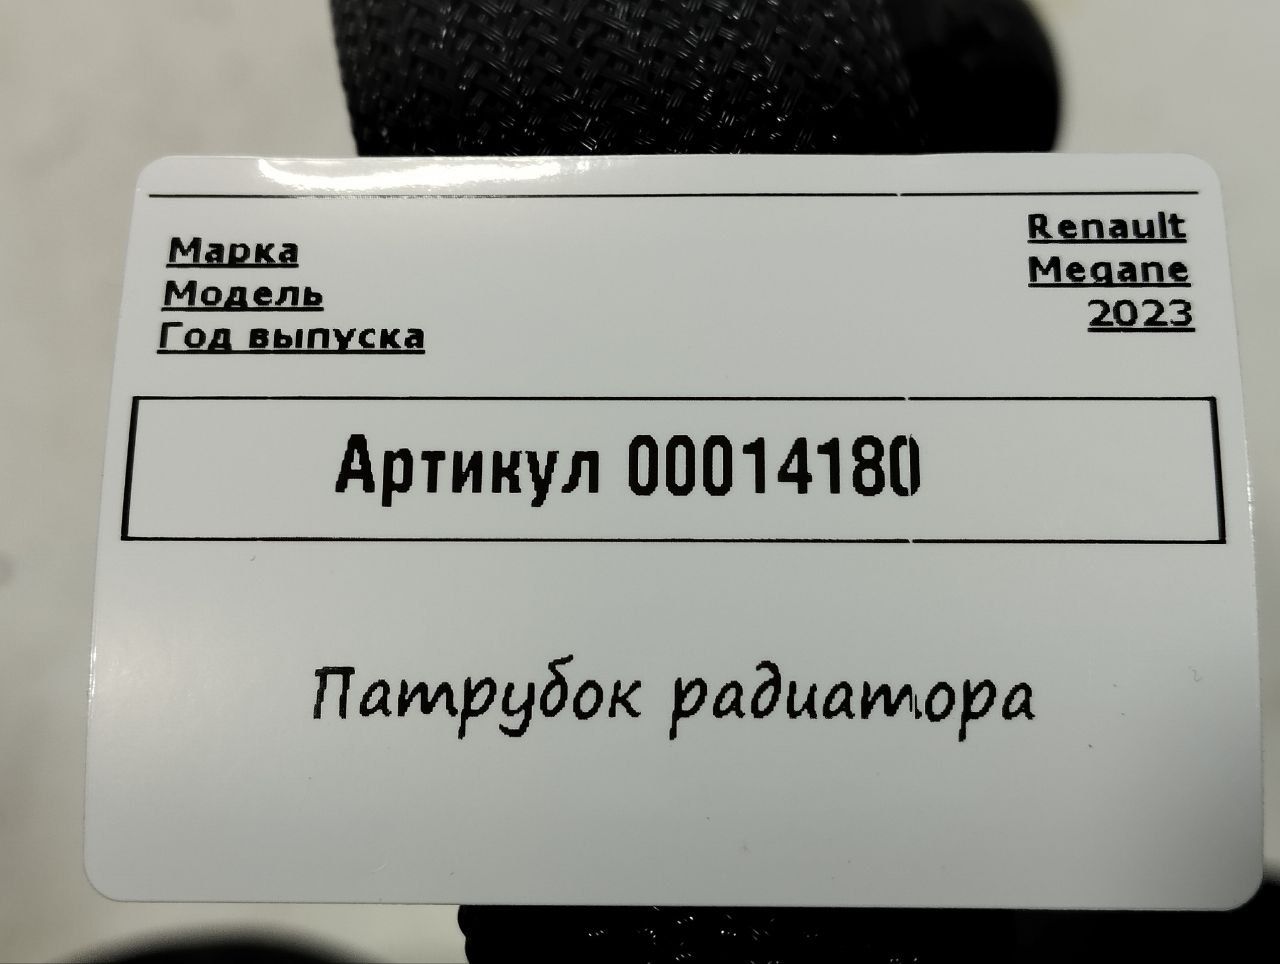 Марка Renault
Модель Megane
Год выпуска 2023
Артикул 00014180
Патрубок радиатора